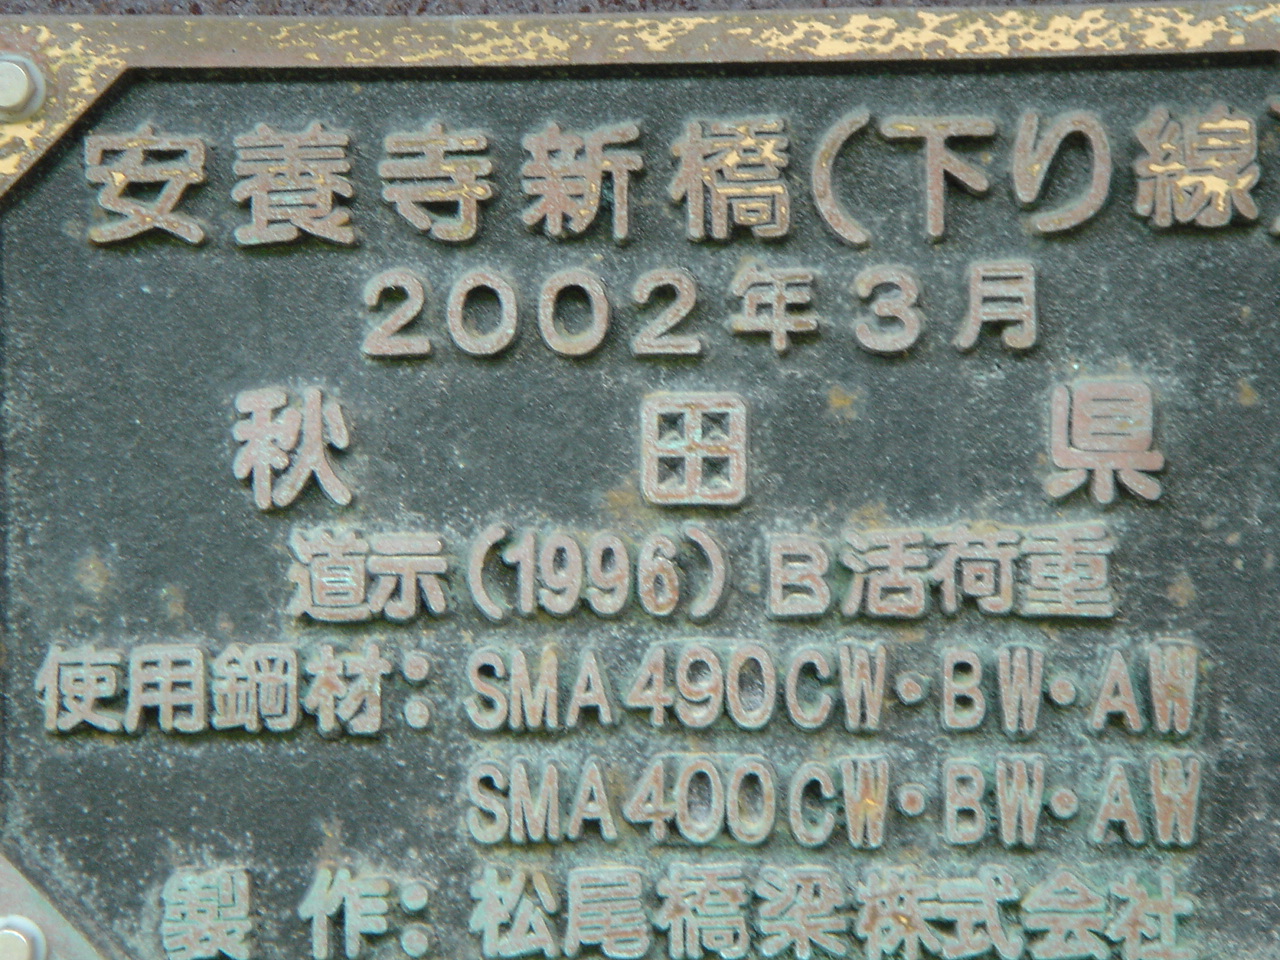 安養寺新橋(下り線)
2002年3月
秋田県
道示(1996)B活荷重
使用鋼材:SMA490CW・BW・AW
SMA400CW・BW・AW
製作:松尾橋梁株式会社